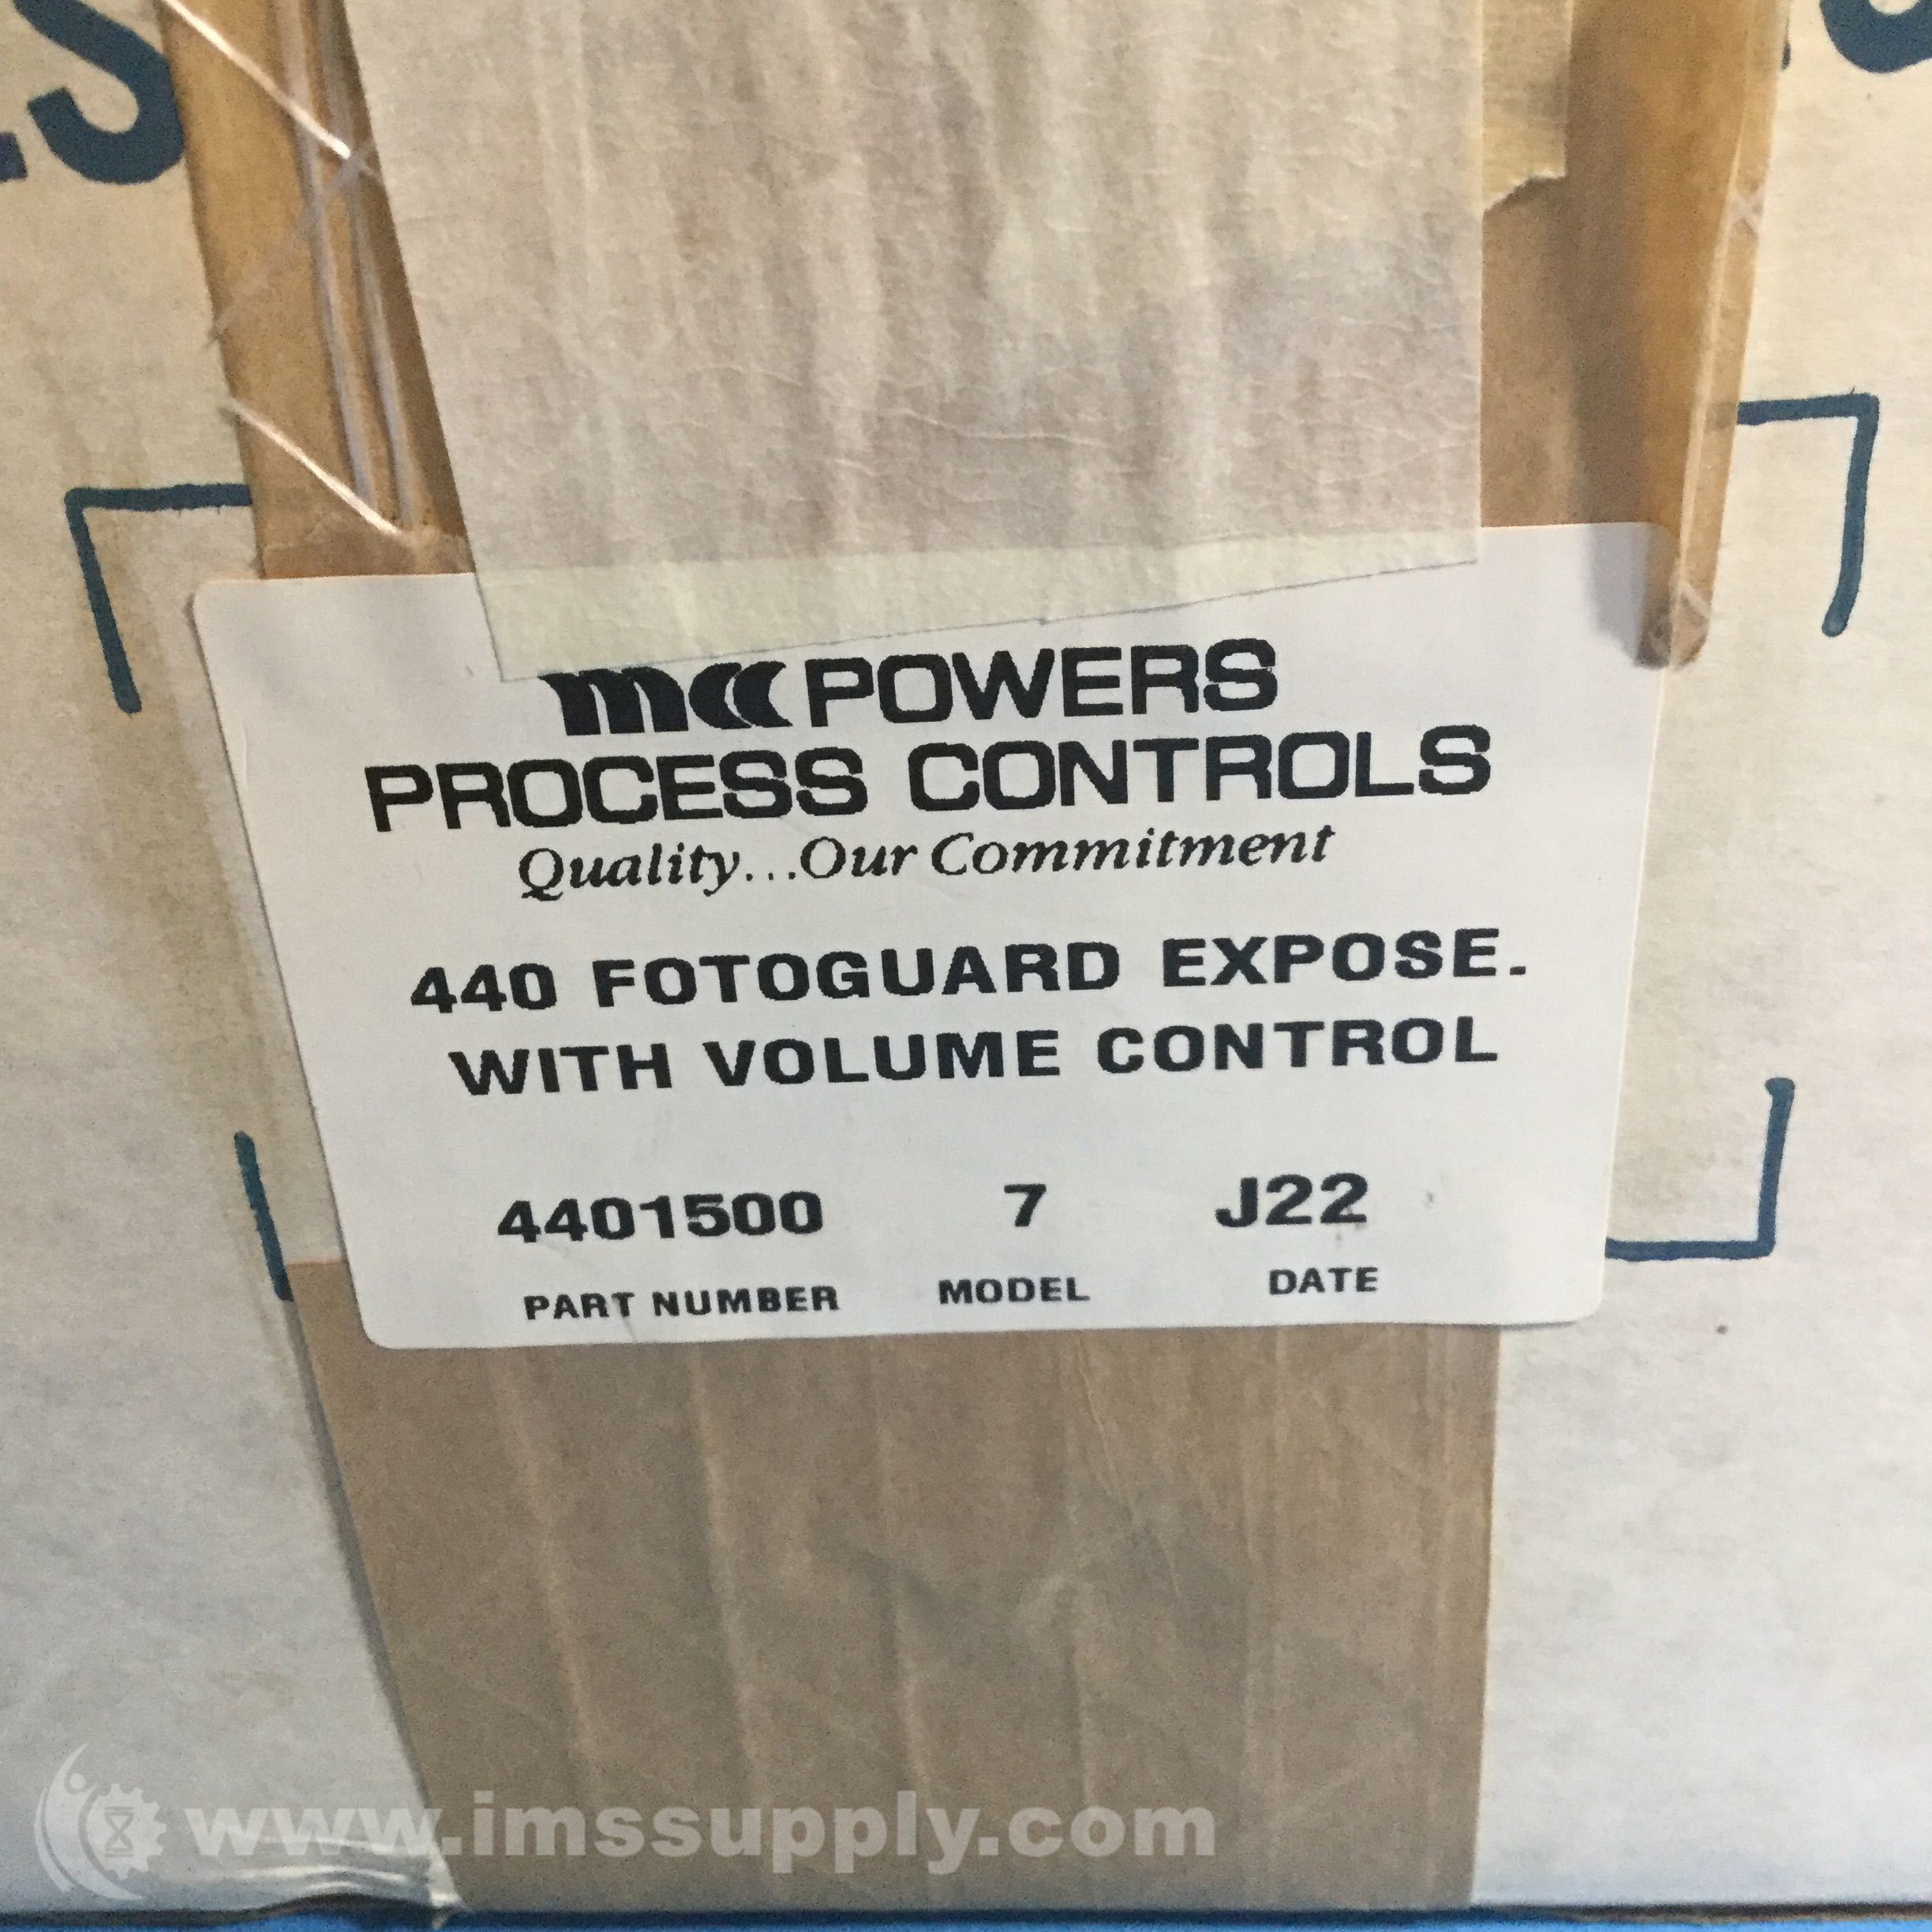 mcc POWERS
PROCESS CONTROLS
Quality...Our Commitment
440 FOTOGUARD EXPOSE.
WITH VOLUME CONTROL
4401500 7 J22
PART NUMBER MODEL DATE
www.imssupply.com